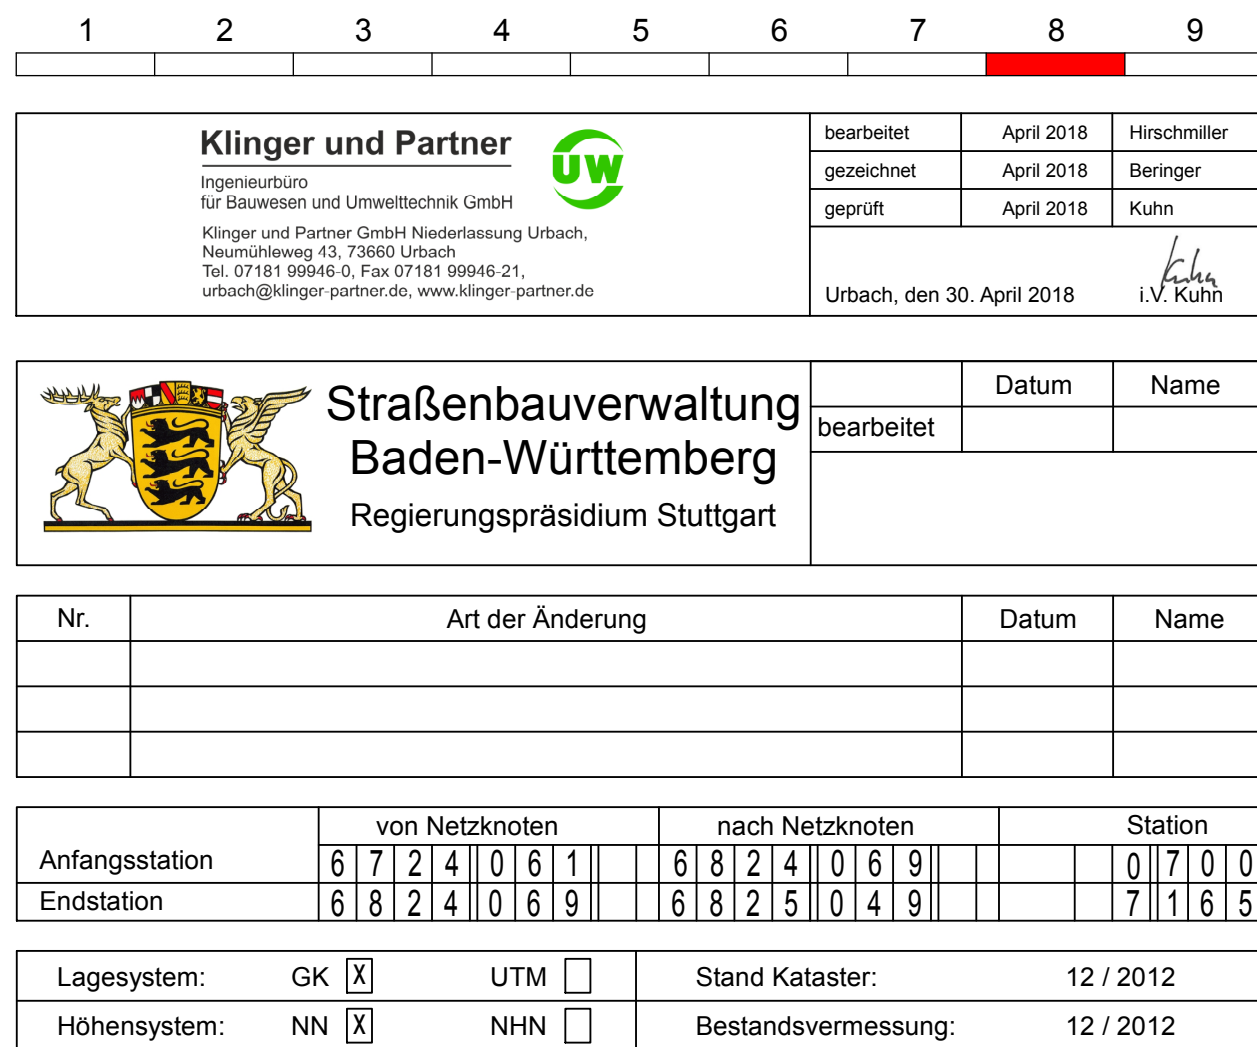 1 2 3 4 5 6 7 8 9
Klinger und Partner
UW
Ingenieurbüro
für Bauwesen und Umwelttechnik GmbH
Klinger und Partner GmbH Niederlassung Urbach,
Neumühleweg 43, 73660 Urbach
Tel. 07181 99946-0, Fax 07181 99946-21,
urbach@klinger-partner.de, www.klinger-partner.de
bearbeitet April 2018 Hirschmiller
gezeichnet April 2018 Beringer
geprüft April 2018 Kuhn
Kuhn
Urbach, den 30. April 2018 i.V. Kuhn
Straßenbauverwaltung
Baden-Württemberg
Regierungspräsidium Stuttgart
Datum Name
bearbeitet
Nr. Art der Änderung Datum Name
von Netzknoten nach Netzknoten Station
Anfangsstation 6 7 2 4 0 6 1 6 8 2 4 0 6 9 0 7 0 0
Endstation 6 8 2 4 0 6 9 6 8 2 5 0 4 9 7 1 6 5
Lagesystem: GK X UTM Stand Kataster: 12 / 2012
Höhensystem: NN X NHN Bestandsvermessung: 12 / 2012